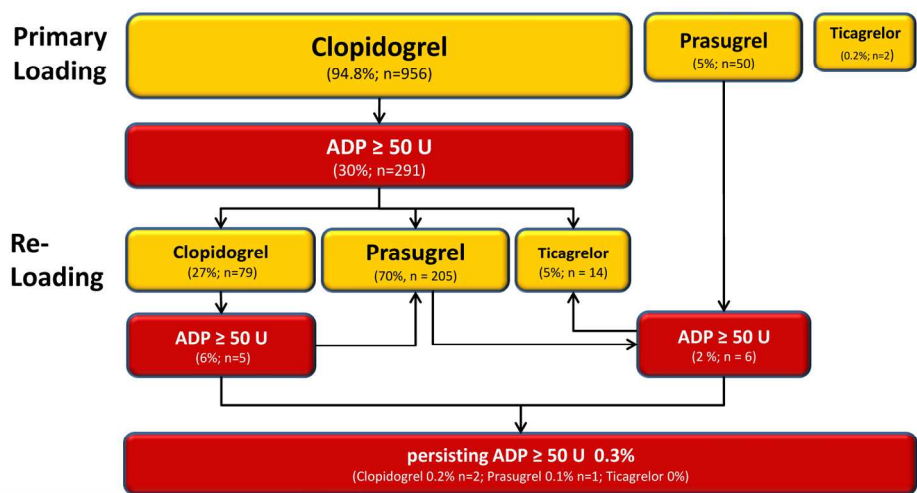 Primary
Loading
Clopidogrel
(94.8%; n=956)
Prasugrel
(5%; n=50)
Ticagrelor
(0.2%; n=2)
ADP ≥ 50 U
(30%; n=291)
Re-
Loading
Clopidogrel
(27%; n=79)
Prasugrel
(70%, n = 205)
Ticagrelor
(5%; n = 14)
ADP ≥ 50 U
(6%; n=5)
ADP ≥ 50 U
(2 %; n = 6)
persisting ADP ≥ 50 U 0.3%
(Clopidogrel 0.2% n=2; Prasugrel 0.1% n=1; Ticagrelor 0%)